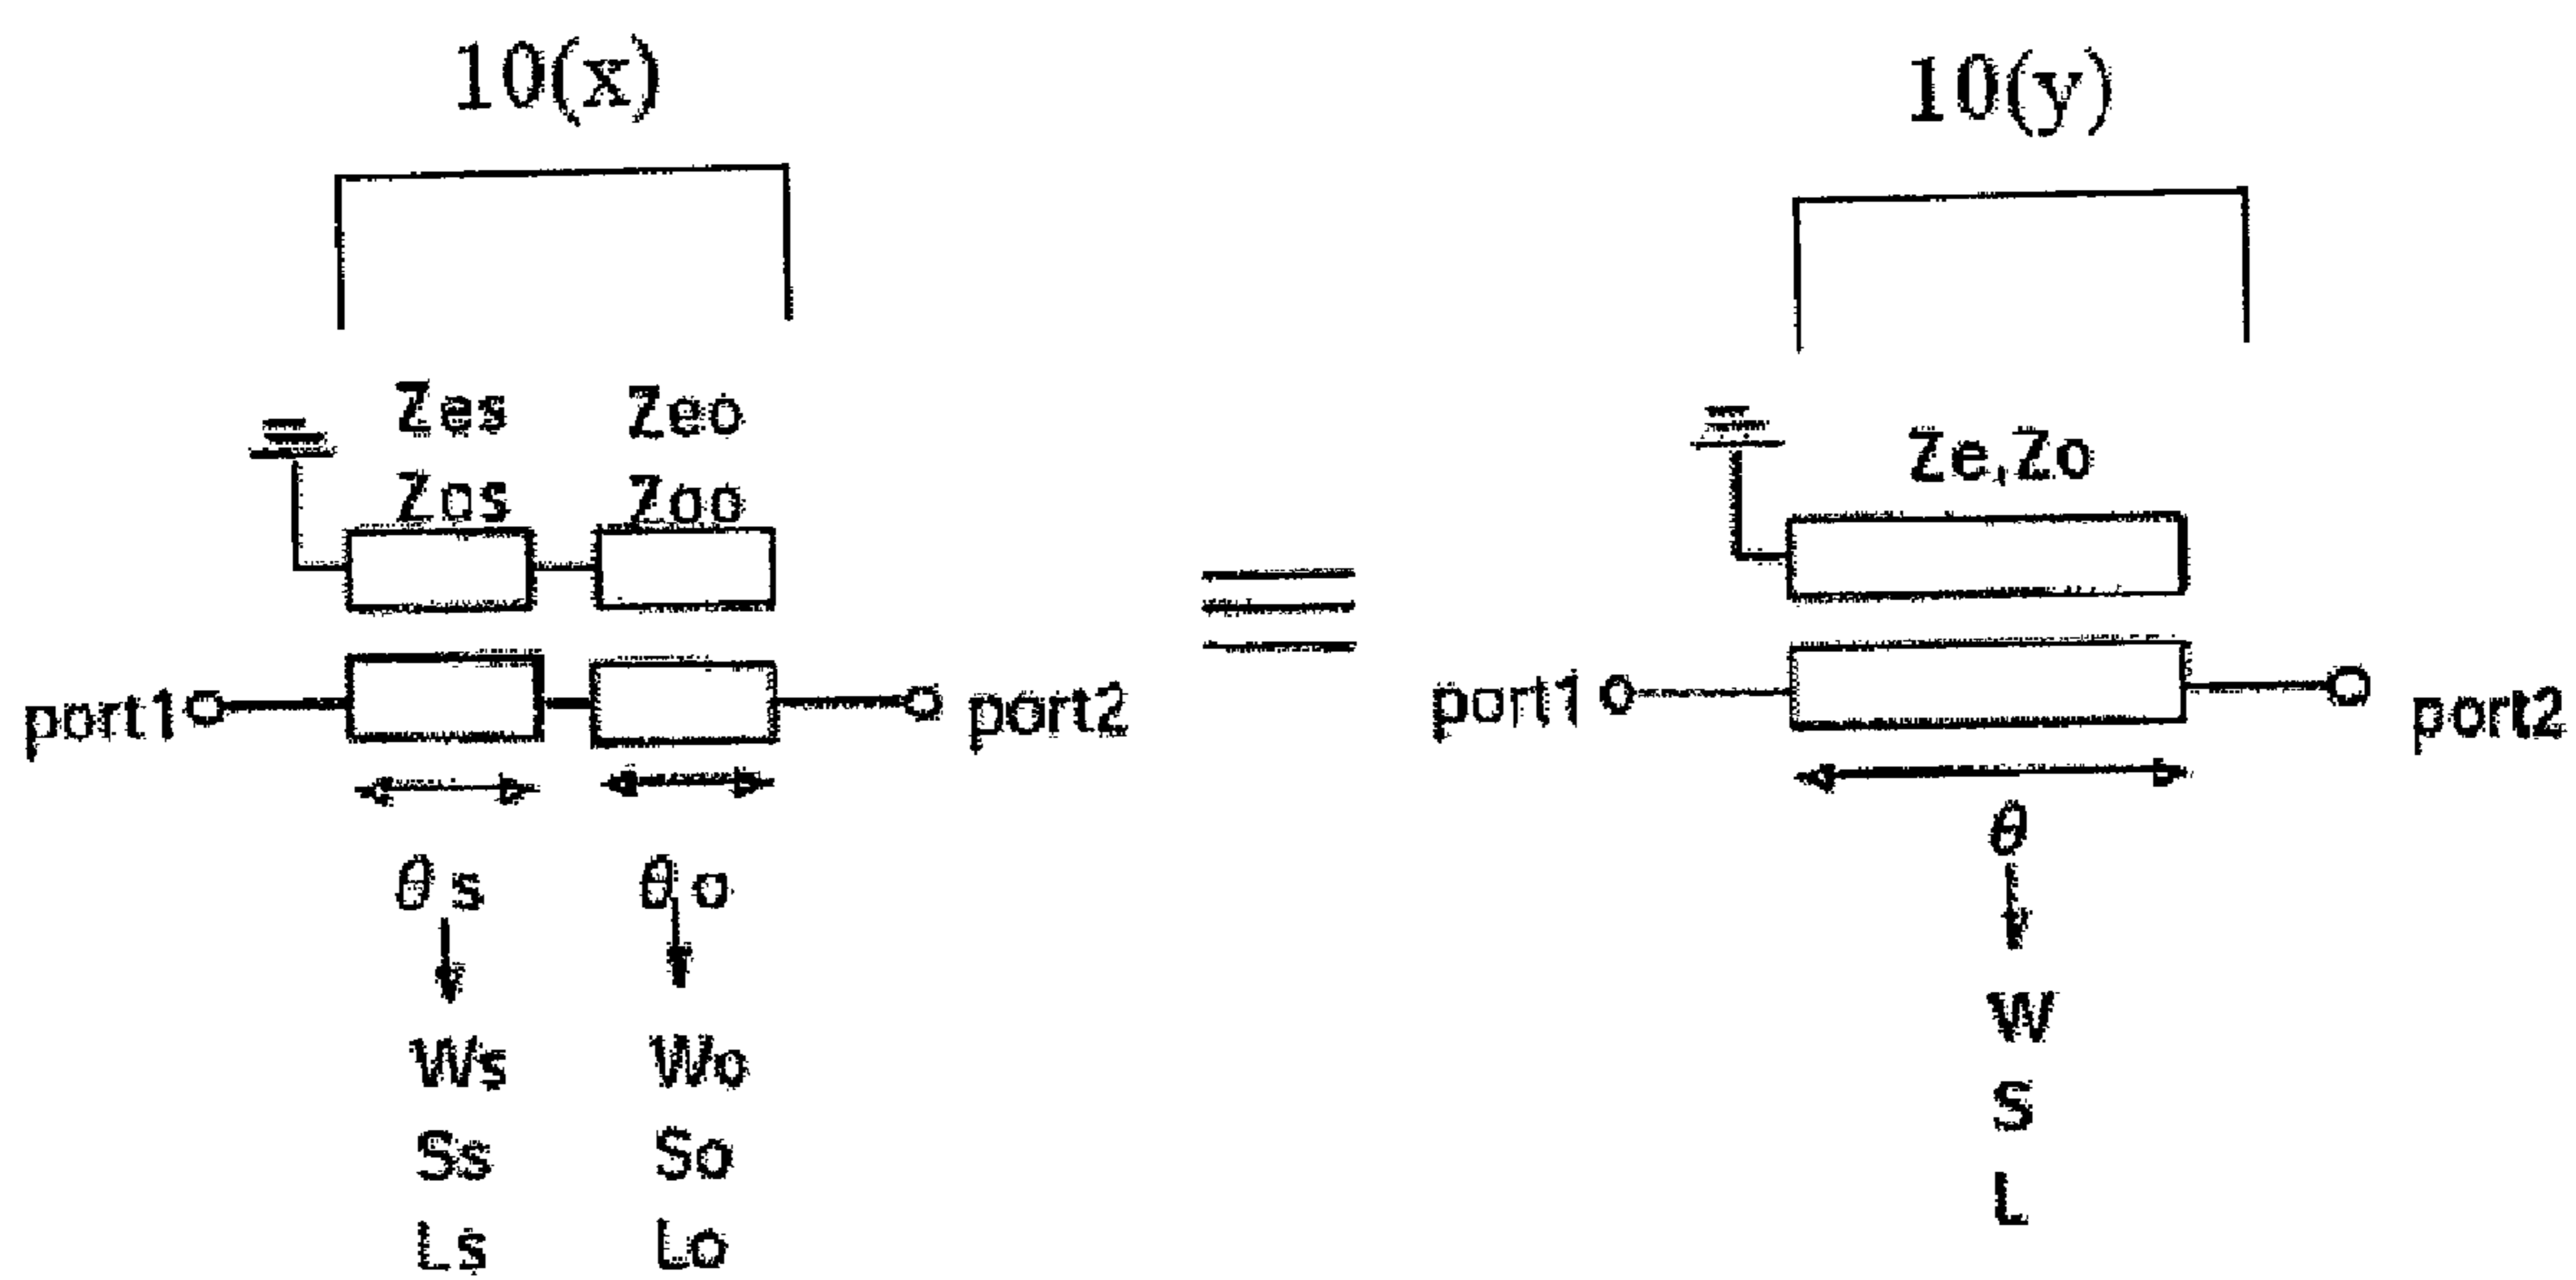 10(x)
10(y)
Zes
Zeo
Zos
Zoo
Ze,Zo
port1
port2
port1
port2
θs
θo
θ
Ws
Wo
W
Ss
So
S
Ls
Lo
L